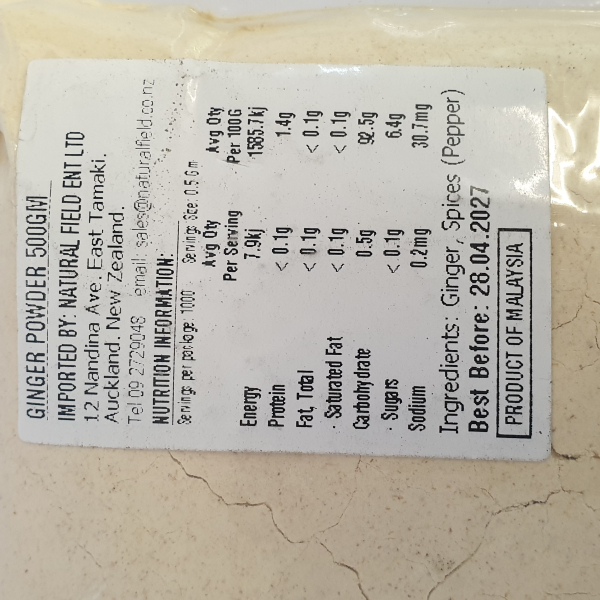 GINGER POWDER 500GM
IMPORTED BY: NATURAL FIELD ENT LTD
12 Nandina Ave. East Tamaki.
Auckland. New Zealand.
Tel 09 2729048 email: sales@naturalfield.co.nz
NUTRITION INFORMATION:
Servings per package: 1000 Servings Size: 0.5 Gm
Avg Qty Avg Qty
Per Serving Per 100G
Energy 7.9kj 1585.7kj
Protein < 0.1g 1.4g
Fat, Total < 0.1g < 0.1g
- Saturated Fat < 0.1g < 0.1g
Carbohydate 0.5g 92.5g
- Sugars < 0.1g 6.4g
Sodium 0.2mg 30.7mg
Ingredients: Ginger, Spices (Pepper)
Best Before: 28.04.2027
PRODUCT OF MALAYSIA